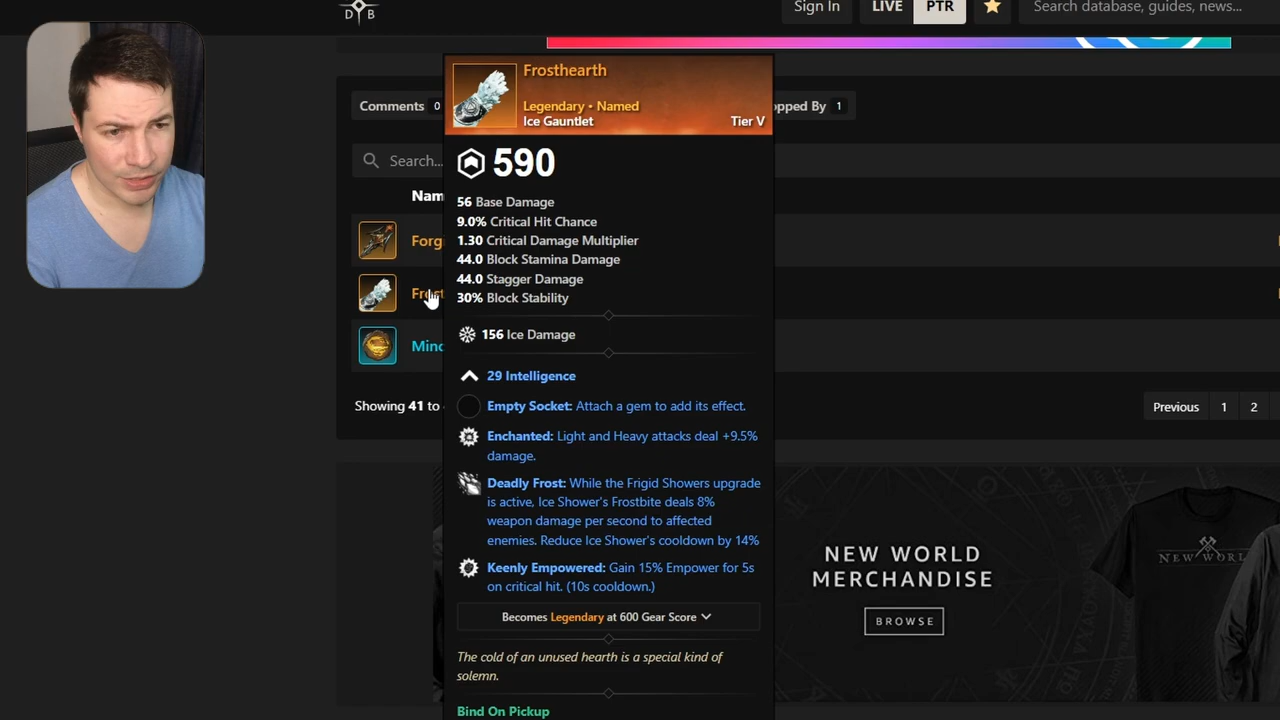 D B
Sign In
LIVE
PTR
Search database, guides, news...
Frosthearth
Legendary • Named
Ice Gauntlet
Tier V
Comments 0
opped By 1
590
Search...
56 Base Damage
9.0% Critical Hit Chance
1.30 Critical Damage Multiplier
44.0 Block Stamina Damage
44.0 Stagger Damage
30% Block Stability
Nam
Forg
Fro
Minc
156 Ice Damage
29 Intelligence
Empty Socket: Attach a gem to add its effect.
Showing 41 to
Previous
1
2
Enchanted: Light and Heavy attacks deal +9.5%
damage.
Deadly Frost: While the Frigid Showers upgrade
is active, Ice Shower's Frostbite deals 8%
weapon damage per second to affected
enemies. Reduce Ice Shower's cooldown by 14%
Keenly Empowered: Gain 15% Empower for 5s
on critical hit. (10s cooldown.)
Becomes Legendary at 600 Gear Score
The cold of an unused hearth is a special kind of
solemn.
Bind On Pickup
NEW WORLD
MERCHANDISE
BROWSE
NEW WORL